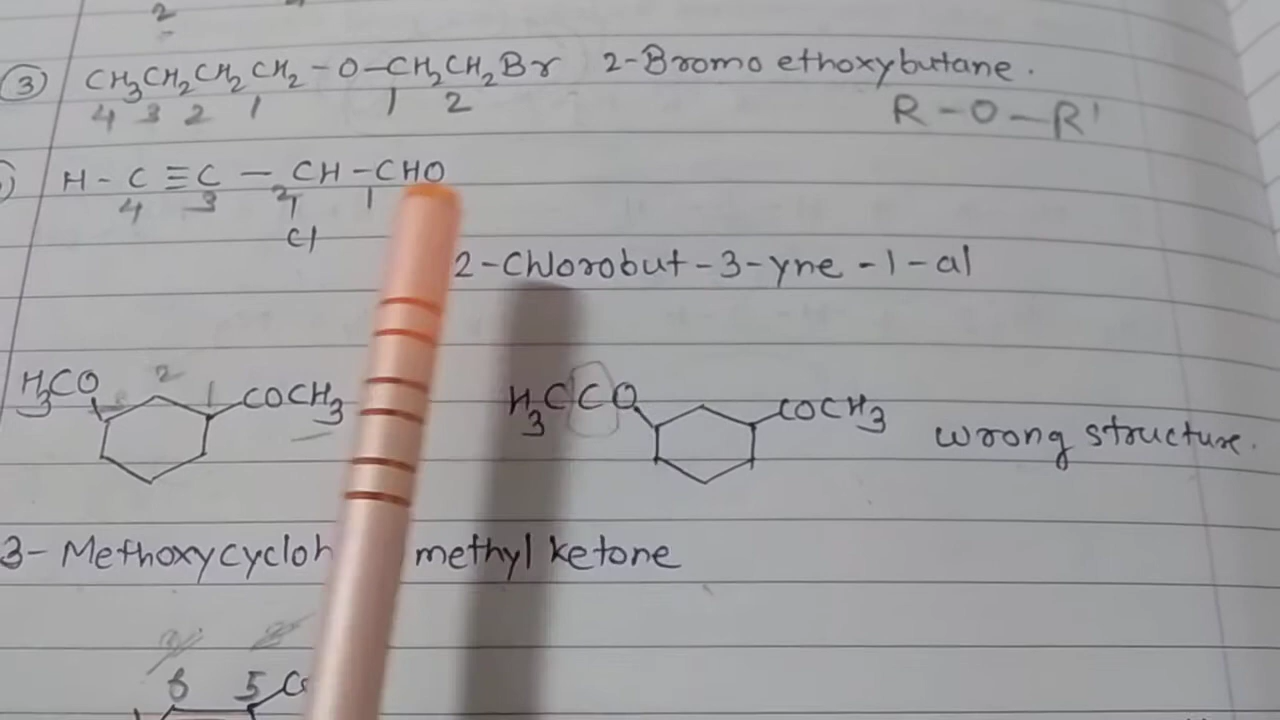 2
③ CH₃CH₂CH₂CH₂-O-CH₂CH₂Br 2-Bromo ethoxybutane.
4 3 2 1 1 2 R-O-R'
) H-C≡C-CH-CHO
4 3 2 1
Cl
2-Chlorobut-3-yne-1-al
H₃CO 2 1 COCH₃ H₃CCO COCH₃ wrong structure.
3-Methoxycycloh methyl ketone
6 5